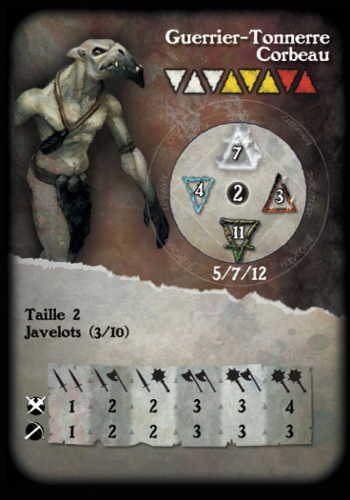 Guerrier-Tonnerre
Corbeau
7
4 2 3
11
5/7/12
Taille 2
Javelots (3/10)
1 2 2 3 3 4
1 2 2 3 3 3